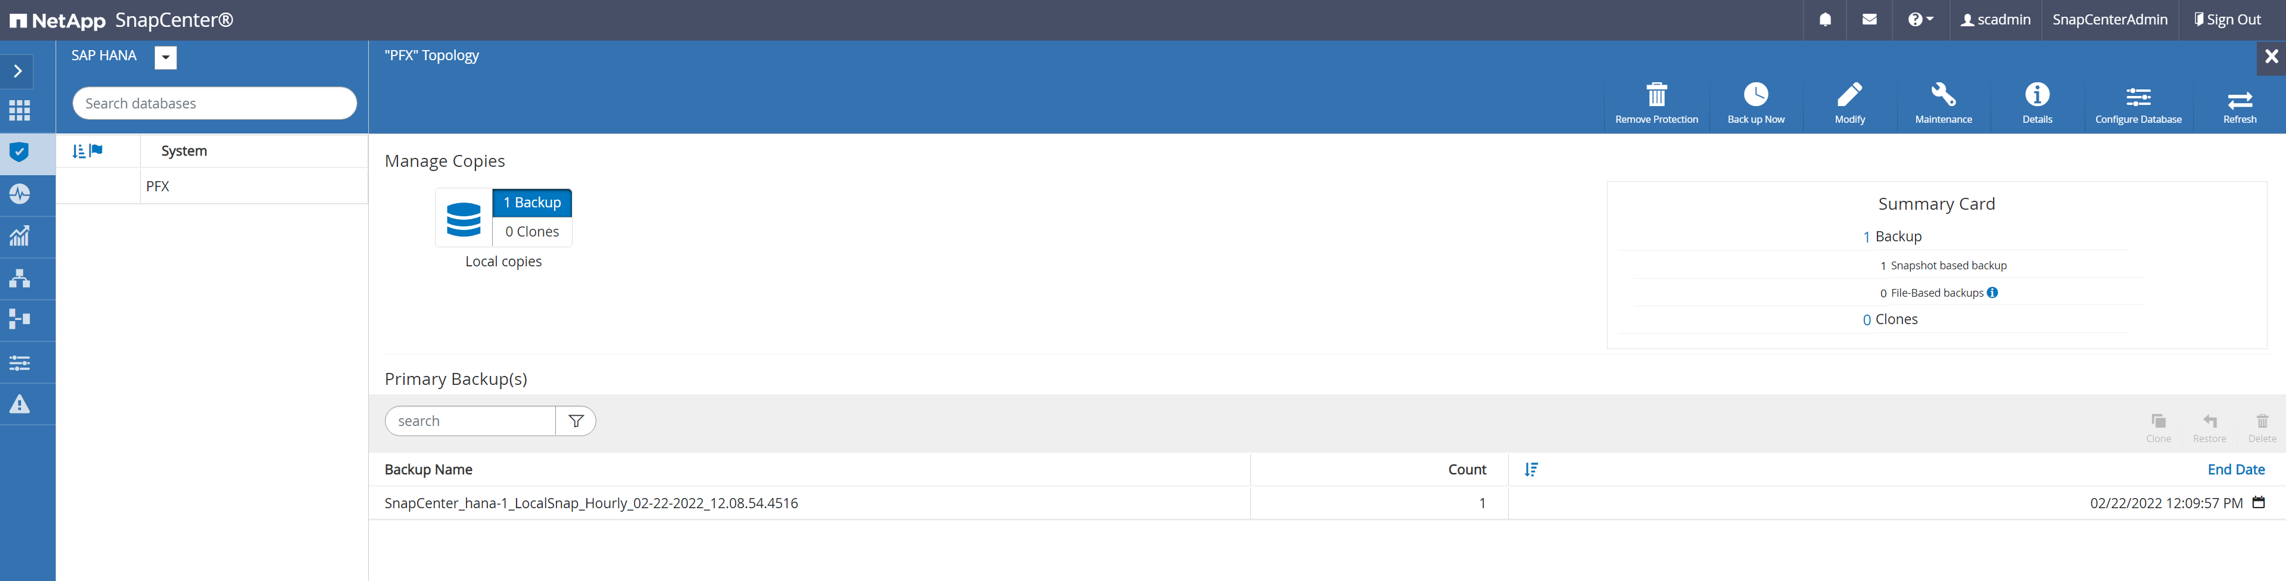 NetApp SnapCenter®
scadmin
SnapCenterAdmin
Sign Out
SAP HANA
Search databases
System
PFX
"PFX" Topology
Remove Protection
Back up Now
Modify
Maintenance
Details
Configure Database
Refresh
Manage Copies
1 Backup
0 Clones
Local copies
Summary Card
1 Backup
1 Snapshot based backup
0 File-Based backups
0 Clones
Primary Backup(s)
search
Clone
Restore
Delete
Backup Name
Count
End Date
SnapCenter_hana-1_LocalSnap_Hourly_02-22-2022_12.08.54.4516
1
02/22/2022 12:09:57 PM